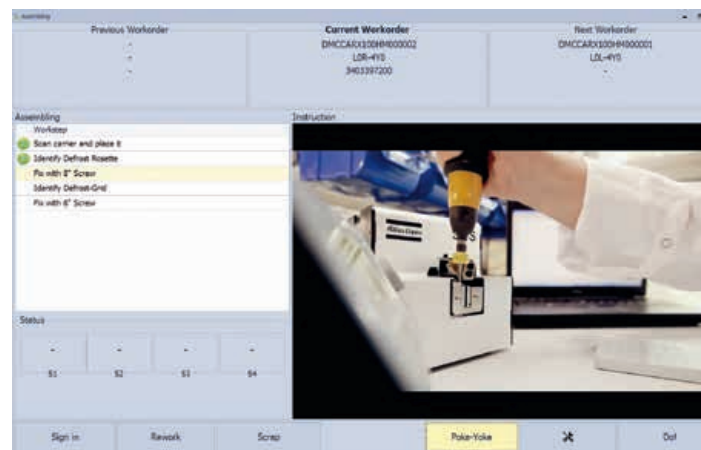 Assembling
Previous Workorder
-
-
-
Current Workorder
DMCCARX100HM000002
L0R-4Y0
3403397200
Next Workorder
DMCCARX100HM000001
L0L-4Y0
-
Assembling
Workstep
Scan carrier and place it
Identify Defrost Rosette
Fix with 8" Screw
Identify Defrost-Grid
Fix with 6" Screw
Instruction
Atlas Copco
Status
-
-
-
-
S1
S2
S3
S4
Sign in
Rework
Scrap
Poka-Yoke